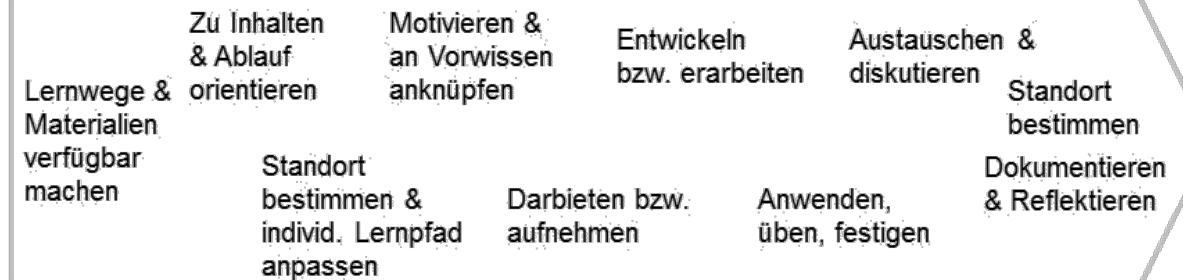 Lernwege &
Materialien
verfügbar
machen
Zu Inhalten
& Ablauf
orientieren
Standort
bestimmen &
individ. Lernpfad
anpassen
Motivieren &
an Vorwissen
anknüpfen
Darbieten bzw.
aufnehmen
Entwickeln
bzw. erarbeiten
Anwenden,
üben, festigen
Austauschen &
diskutieren
Standort
bestimmen
Dokumentieren
& Reflektieren